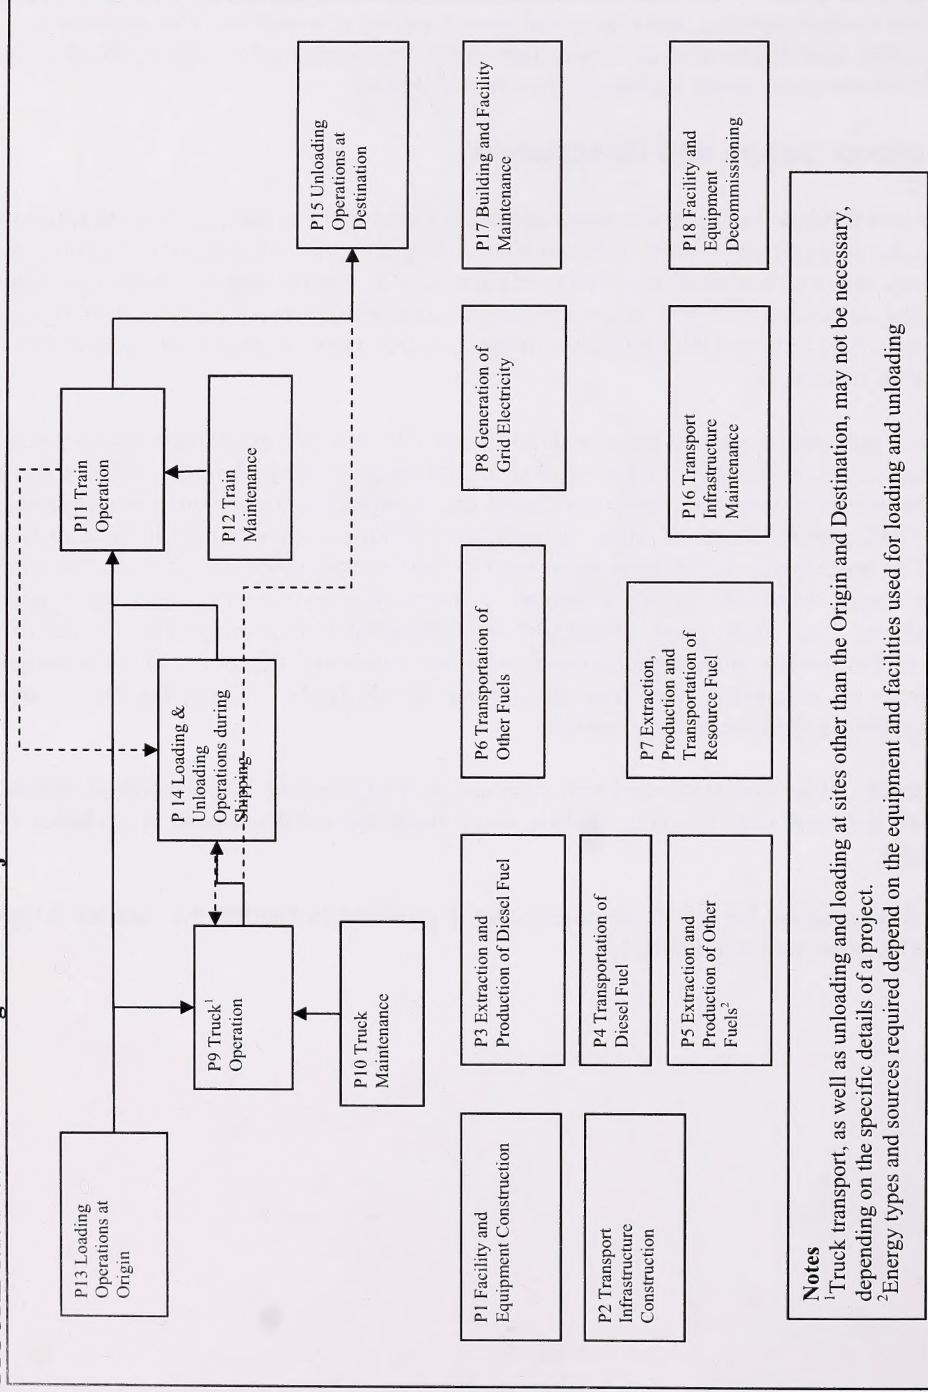 P13 Loading
Operations at
Origin
P9 Truck¹
Operation
P10 Truck
Maintenance
P 14 Loading &
Unloading
Operations during
Shipping
P11 Train
Operation
P12 Train
Maintenance
P15 Unloading
Operations at
Destination
P1 Facility and
Equipment Construction
P2 Transport
Infrastructure
Construction
P3 Extraction and
Production of Diesel Fuel
P4 Transportation of
Diesel Fuel
P5 Extraction and
Production of Other
Fuels²
P6 Transportation of
Other Fuels
P7 Extraction,
Production and
Transportation of
Resource Fuel
P8 Generation of
Grid Electricity
P16 Transport
Infrastructure
Maintenance
P17 Building and Facility
Maintenance
P18 Facility and
Equipment
Decommissioning
Notes
¹Truck transport, as well as unloading and loading at sites other than the Origin and Destination, may not be necessary,
depending on the specific details of a project.
²Energy types and sources required depend on the equipment and facilities used for loading and unloading